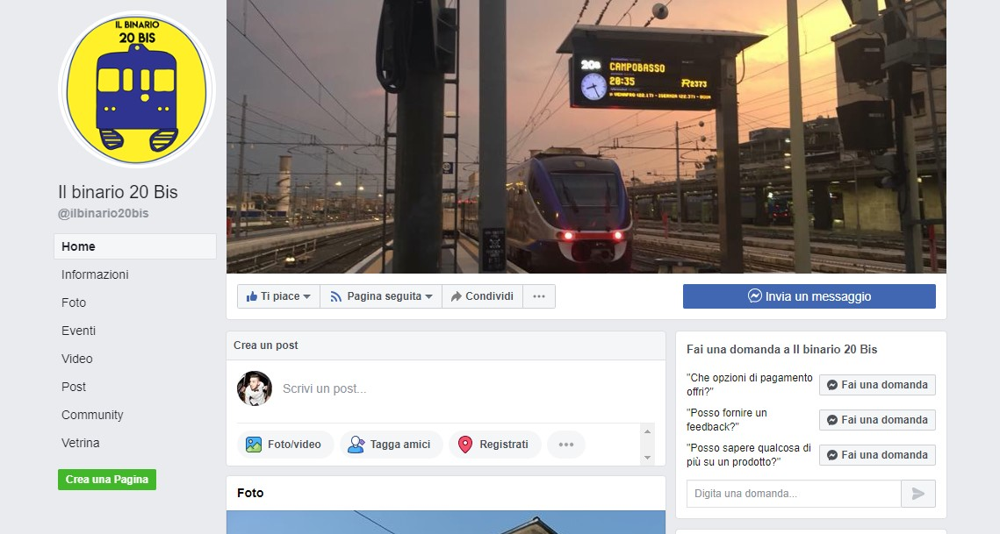 IL BINARIO
20 BIS
Il binario 20 Bis
@ilbinario20bis
Home
Informazioni
Foto
Eventi
Video
Post
Community
Vetrina
Crea una Pagina
CAMPOBASSO
20:35
Ti piace
Pagina seguita
Condividi
Invia un messaggio
Crea un post
Scrivi un post...
Foto/video
Tagga amici
Registrati
Foto
Fai una domanda a Il binario 20 Bis
"Che opzioni di pagamento
offri?"
Fai una domanda
"Posso fornire un
feedback?"
Fai una domanda
"Posso sapere qualcosa di
più su un prodotto?"
Fai una domanda
Digita una domanda...